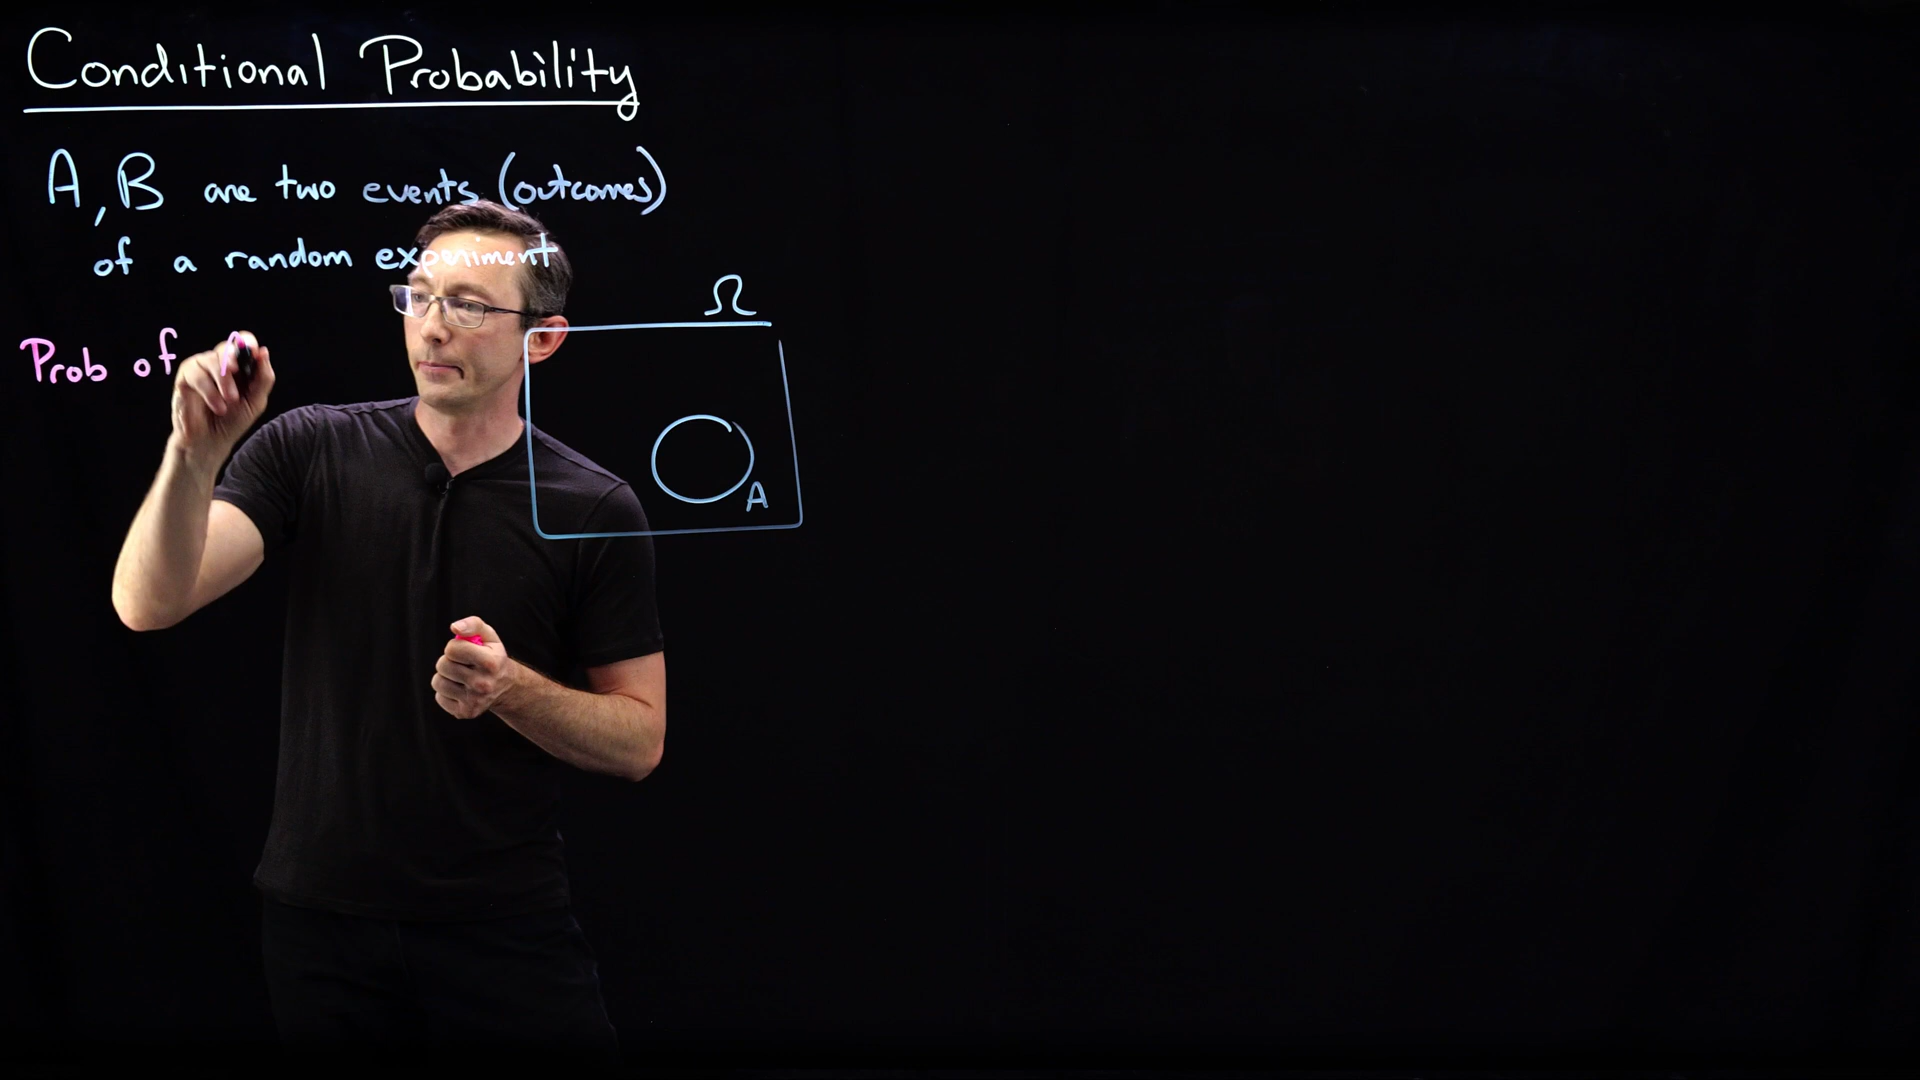 Conditional Probability
A, B are two events (outcomes)
of a random experiment
Ω
Prob of
A